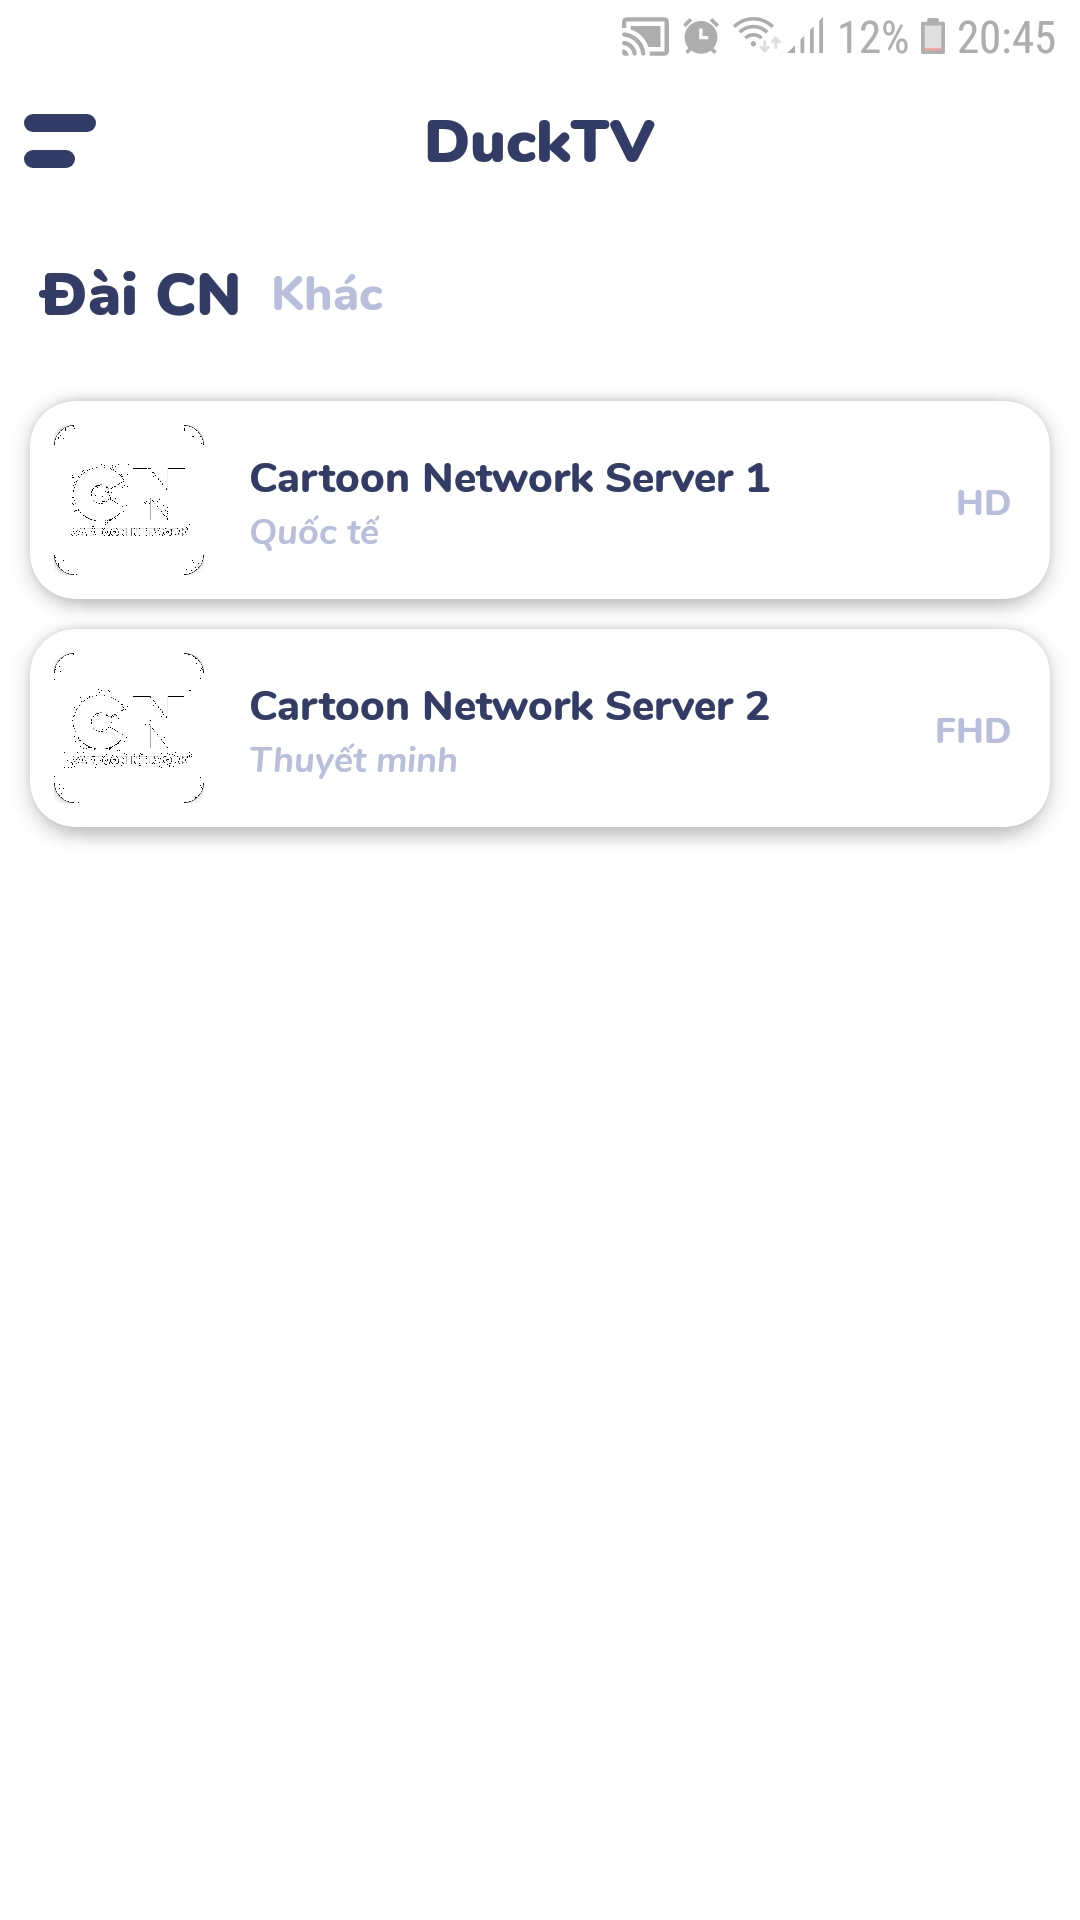 12% 20:45
DuckTV
Đài CN Khác
CN
Cartoon Network Server 1
Quốc tế
HD
CN
Cartoon Network Server 2
Thuyết minh
FHD